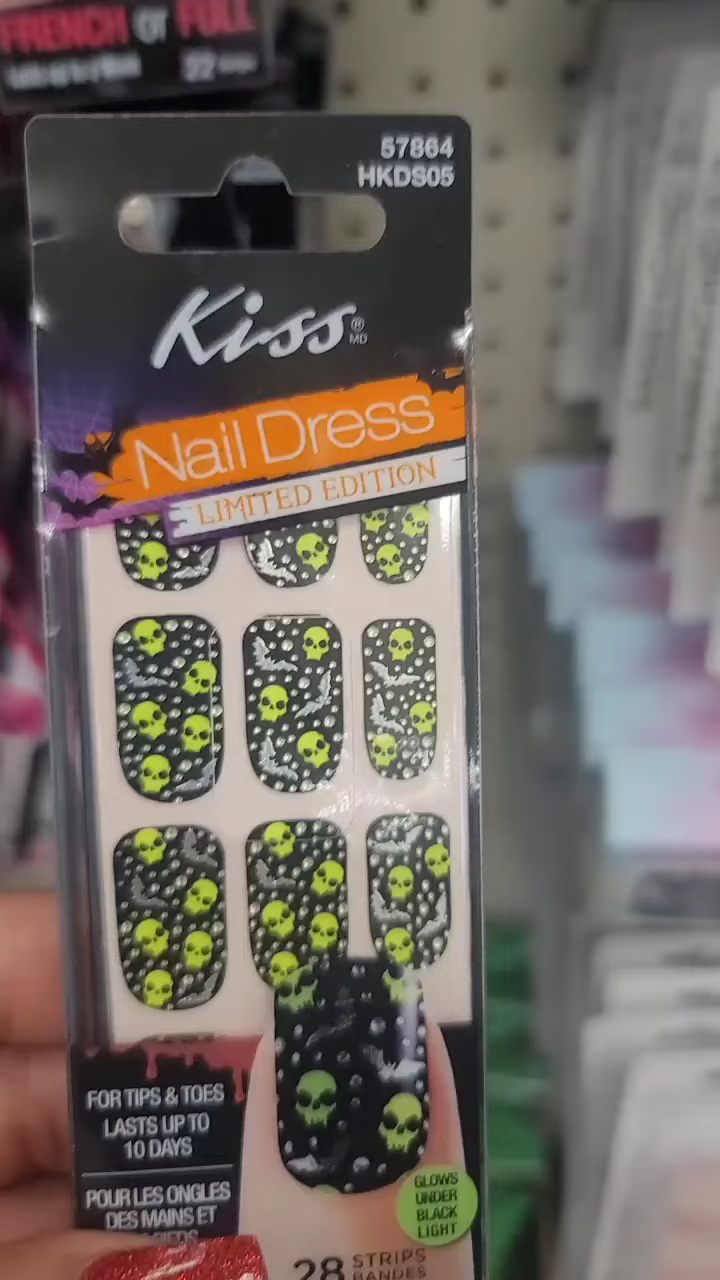 FRENCH or FULL
22
57864
HKDS05
Kiss®
MD
Nail Dress
LIMITED EDITION
FOR TIPS & TOES
LASTS UP TO
10 DAYS
POUR LES ONGLES
DES MAINS ET
GLOWS
UNDER
BLACK
LIGHT
28 STRIPS
BANDES